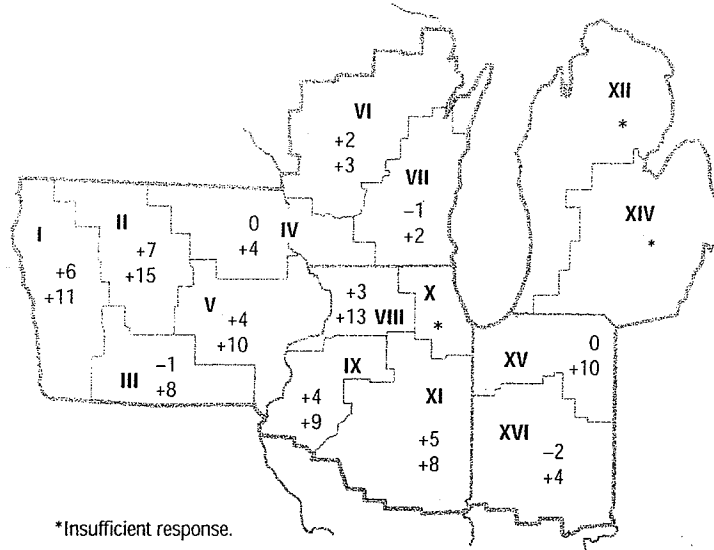 XII
*
VI
+2
+3
VII
−1
+2
XIV
*
I
+6
+11
II
+7
+15
0
+4
IV
V
+4
+10
+3
+13
VIII
X
*
III
−1
+8
IX
+4
+9
XI
+5
+8
XV
0
+10
XVI
−2
+4
*Insufficient response.